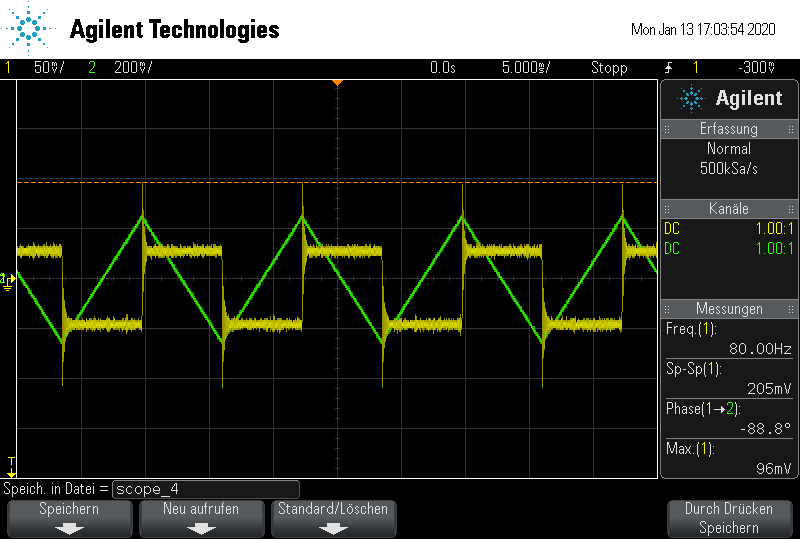 Agilent Technologies
Mon Jan 13 17:03:54 2020
1 50mV/ 2 200mV/ 0.0s 5.000ms/ Stopp 1 -300mV
Agilent
Erfassung
Normal
500kSa/s
Kanäle
DC 1.00:1
DC 1.00:1
Messungen
Freq.(1):
80.00Hz
Sp-Sp(1):
205mV
Phase(1→2):
-88.8°
Max.(1):
96mV
T
Speich. in Datei = scope_4
Speichern
Neu aufrufen
Standard/Löschen
Durch Drücken
Speichern